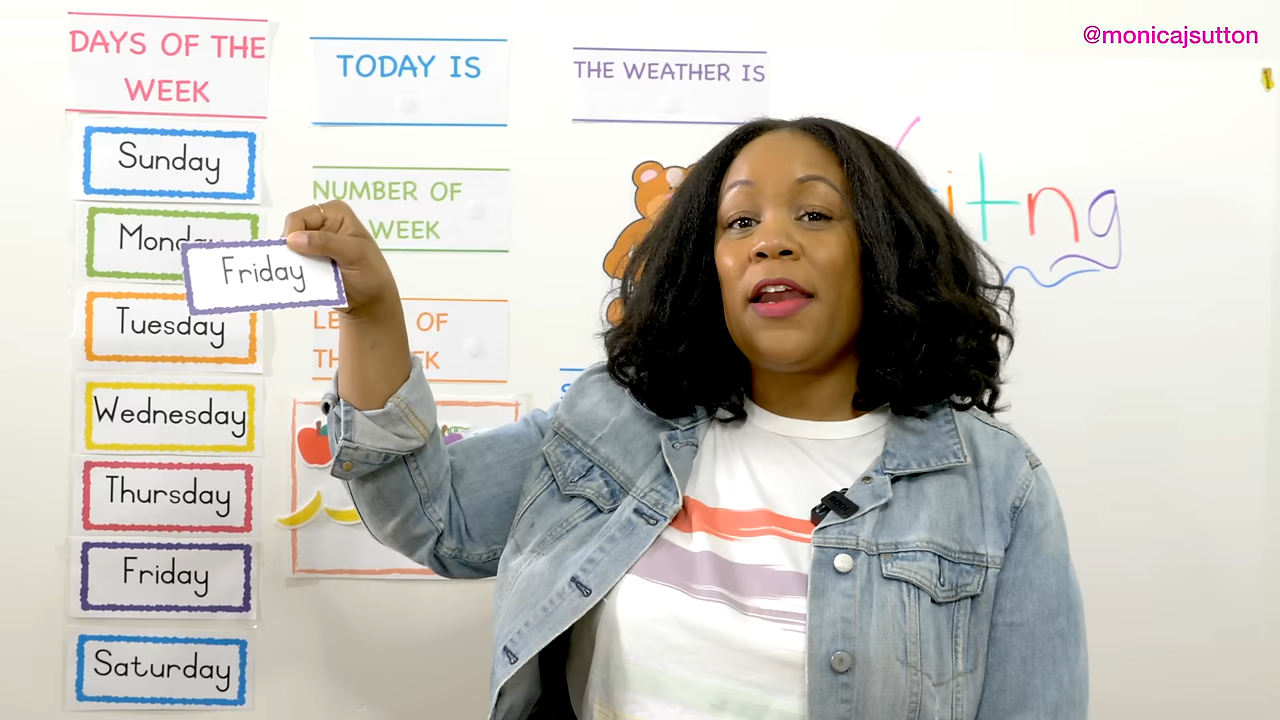 @monicajsutton
DAYS OF THE
WEEK
Sunday
Monday
Tuesday
Wednesday
Thursday
Friday
Saturday
Friday
TODAY IS
NUMBER OF
WEEK
OF
THE WEATHER IS